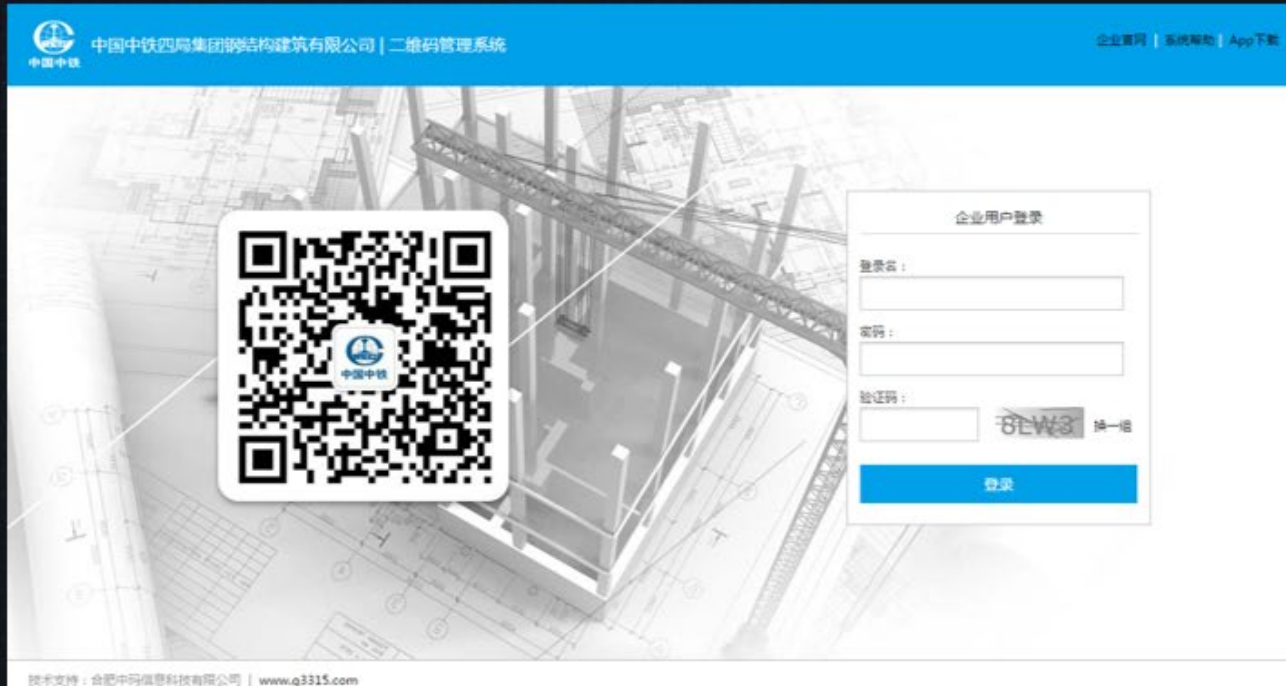 中国中铁
中国中铁四局集团钢结构建筑有限公司 | 二维码管理系统
企业官网 | 系统帮助 | App下载
中国中铁
企业用户登录
登录名：
密码：
验证码：
8LW3 换一组
登录
技术支持：合肥中码信息科技有限公司 | www.q3315.com